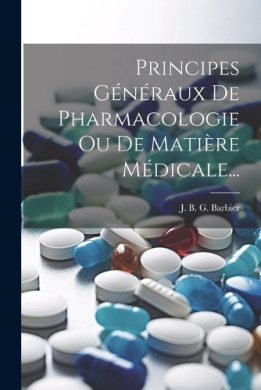 Principes
Généraux De
Pharmacologie
Ou De Matière
Médicale...
J. B. G. Barbier